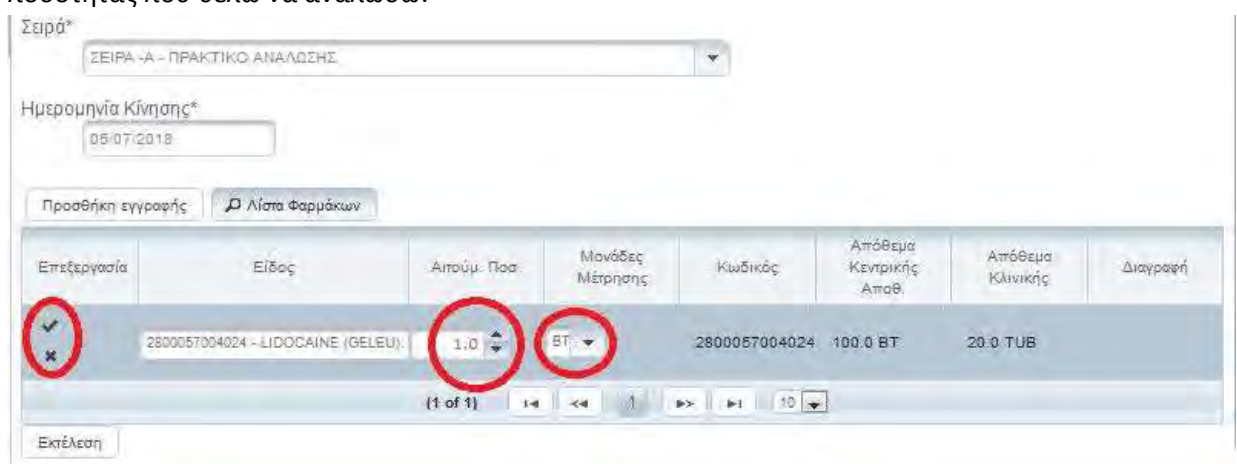 ποσότητας που θέλω να αναλώσω.
Σειρά*
ΣΕΙΡΑ -Α - ΠΡΑΚΤΙΚΟ ΑΝΑΛΩΣΗΣ
Ημερομηνία Κίνησης*
05/07/2018
Προσθήκη εγγραφής Λίστα Φαρμάκων
Επεξεργασία Είδος Αιτούμ. Ποσ. Μονάδες Μέτρησης Κωδικός Απόθεμα Κεντρικής Αποθ. Απόθεμα Κλινικής Διαγραφή
2800057004024 - LIDOCAINE (GELEU) 1.0 BT 2800057004024 100.0 BT 20.0 TUB
(1 of 1) 1 10
Εκτέλεση